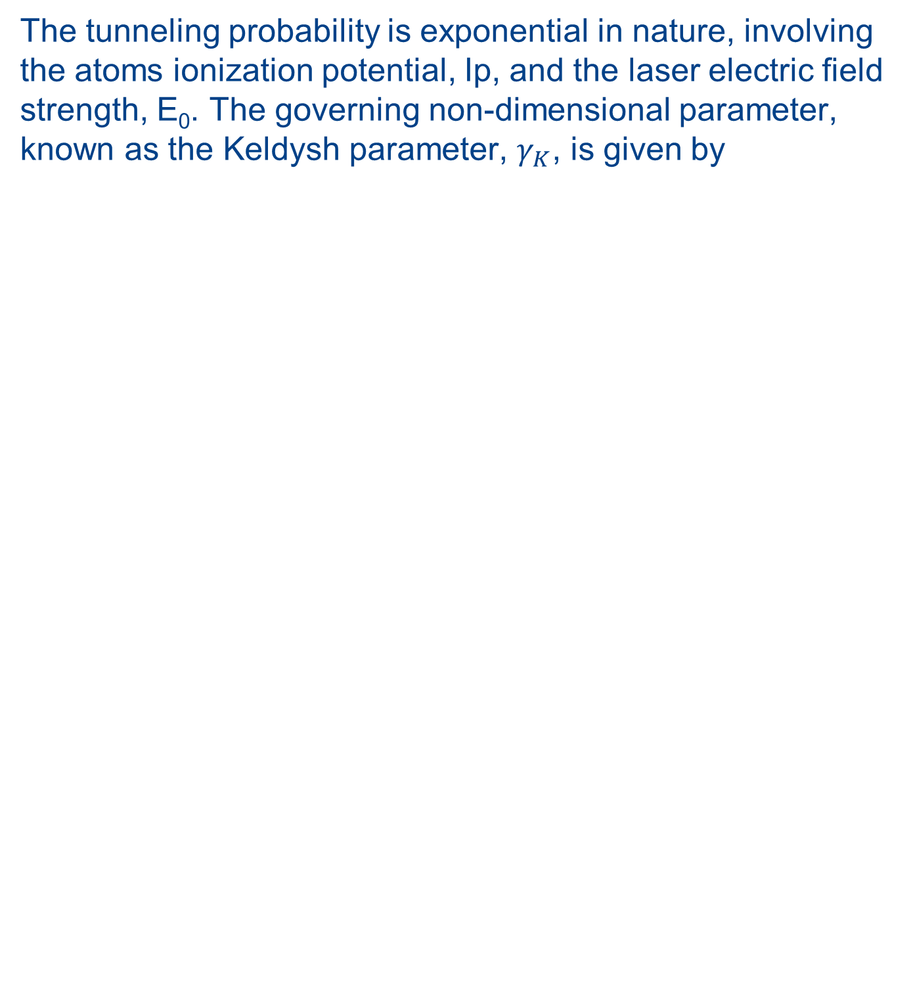 The tunneling probability is exponential in nature, involving
the atoms ionization potential, Ip, and the laser electric field
strength, E₀. The governing non-dimensional parameter,
known as the Keldysh parameter, 𝛾𝐾, is given by